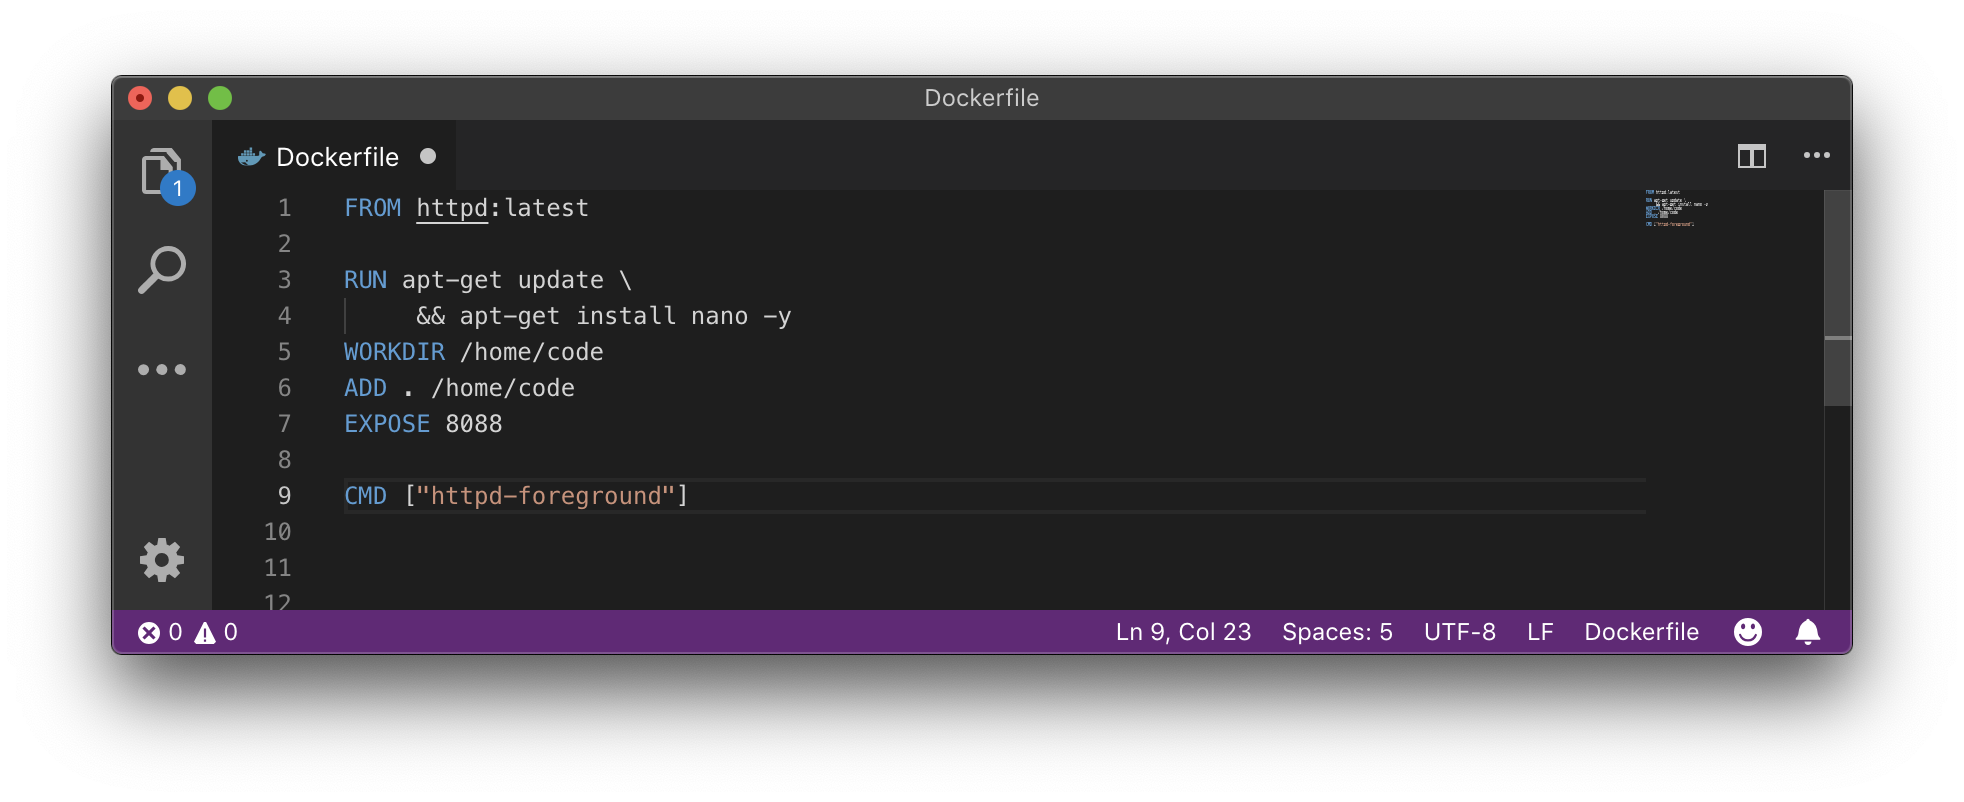 Dockerfile
Dockerfile
1
1 FROM httpd:latest
2
3 RUN apt-get update \
4      && apt-get install nano -y
5 WORKDIR /home/code
6 ADD . /home/code
7 EXPOSE 8088
8
9 CMD ["httpd-foreground"]
10
11
12
0 0 Ln 9, Col 23 Spaces: 5 UTF-8 LF Dockerfile